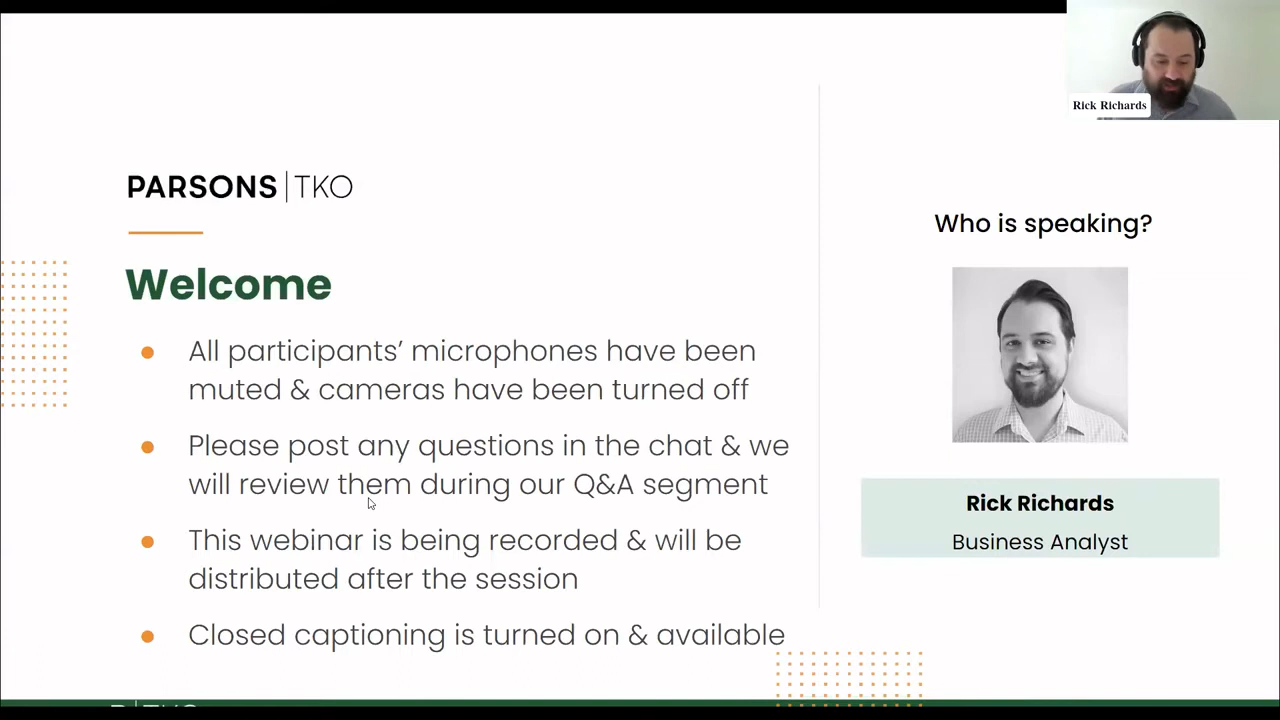 Rick Richards
PARSONS|TKO
Welcome
All participants’ microphones have been
muted & cameras have been turned off
Please post any questions in the chat & we
will review them during our Q&A segment
This webinar is being recorded & will be
distributed after the session
Closed captioning is turned on & available
Who is speaking?
Rick Richards
Business Analyst
P|TKO